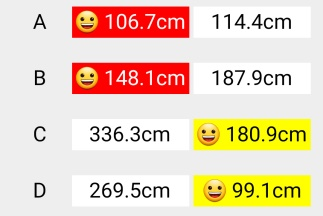 A 😀 106.7cm 114.4cm
B 😀 148.1cm 187.9cm
C 336.3cm 😀 180.9cm
D 269.5cm 😀 99.1cm